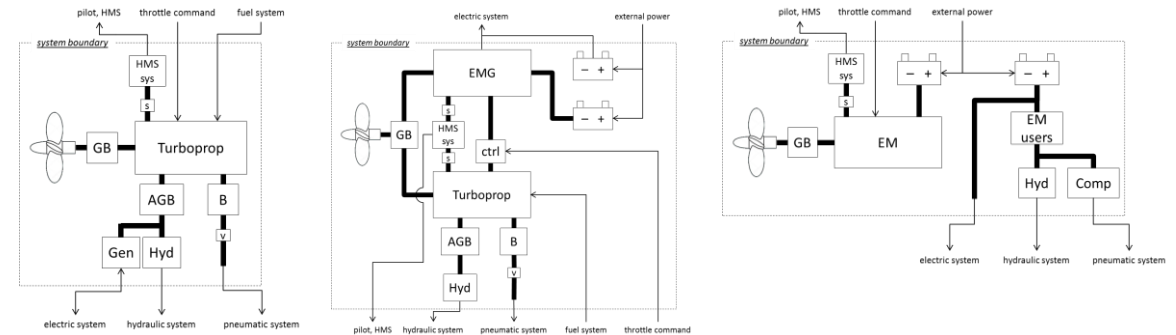 pilot, HMS
throttle command
fuel system
system boundary
HMS
sys
s
GB
Turboprop
AGB
B
v
Gen
Hyd
electric system
hydraulic system
pneumatic system
electric system
external power
system boundary
EMG
− +
− +
s
HMS
sys
s
GB
ctrl
Turboprop
AGB
B
v
Hyd
pilot, HMS
hydraulic system
pneumatic system
fuel system
throttle command
pilot, HMS
throttle command
external power
system boundary
HMS
sys
− +
− +
s
GB
EM
EM
users
Hyd
Comp
electric system
hydraulic system
pneumatic system